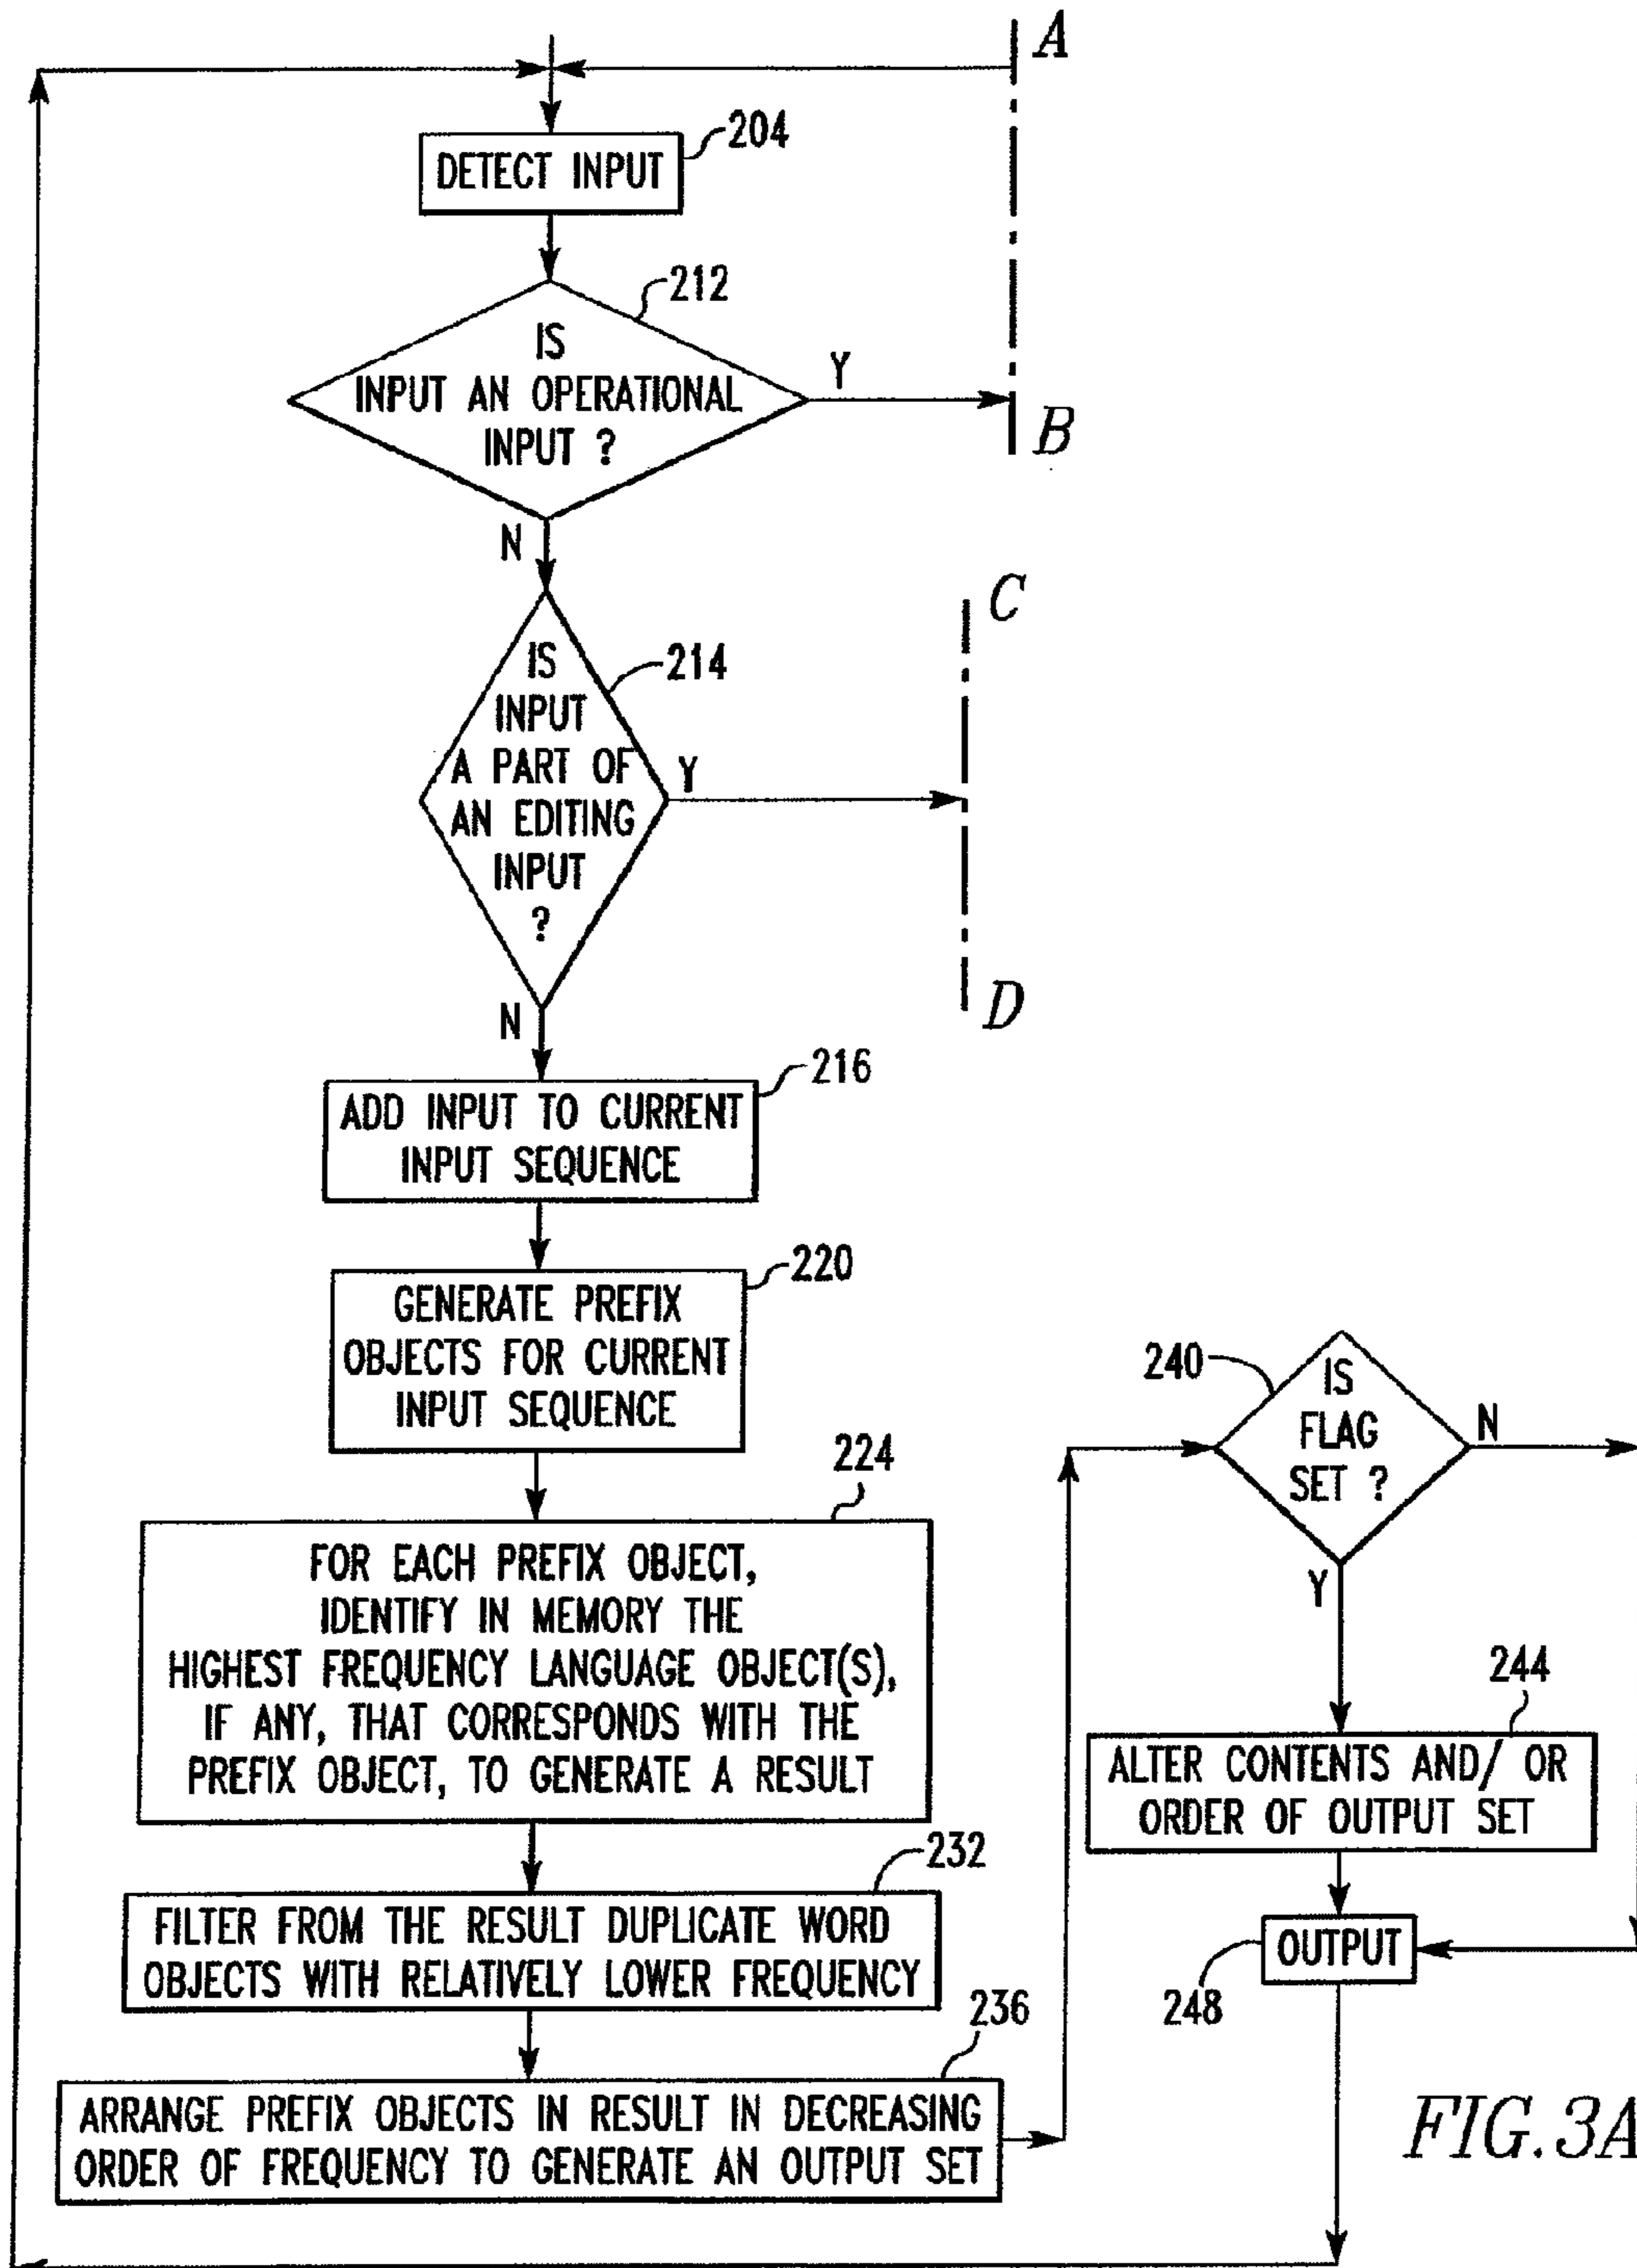 A
204
DETECT INPUT
212
IS
INPUT AN OPERATIONAL
INPUT ?
Y
B
N
C
214
IS
INPUT
A PART OF
AN EDITING
INPUT
?
Y
D
N
216
ADD INPUT TO CURRENT
INPUT SEQUENCE
220
GENERATE PREFIX
OBJECTS FOR CURRENT
INPUT SEQUENCE
224
FOR EACH PREFIX OBJECT,
IDENTIFY IN MEMORY THE
HIGHEST FREQUENCY LANGUAGE OBJECT(S),
IF ANY, THAT CORRESPONDS WITH THE
PREFIX OBJECT, TO GENERATE A RESULT
232
FILTER FROM THE RESULT DUPLICATE WORD
OBJECTS WITH RELATIVELY LOWER FREQUENCY
236
ARRANGE PREFIX OBJECTS IN RESULT IN DECREASING
ORDER OF FREQUENCY TO GENERATE AN OUTPUT SET
240
IS
FLAG
SET ?
N
Y
244
ALTER CONTENTS AND/ OR
ORDER OF OUTPUT SET
OUTPUT
248
FIG.3A